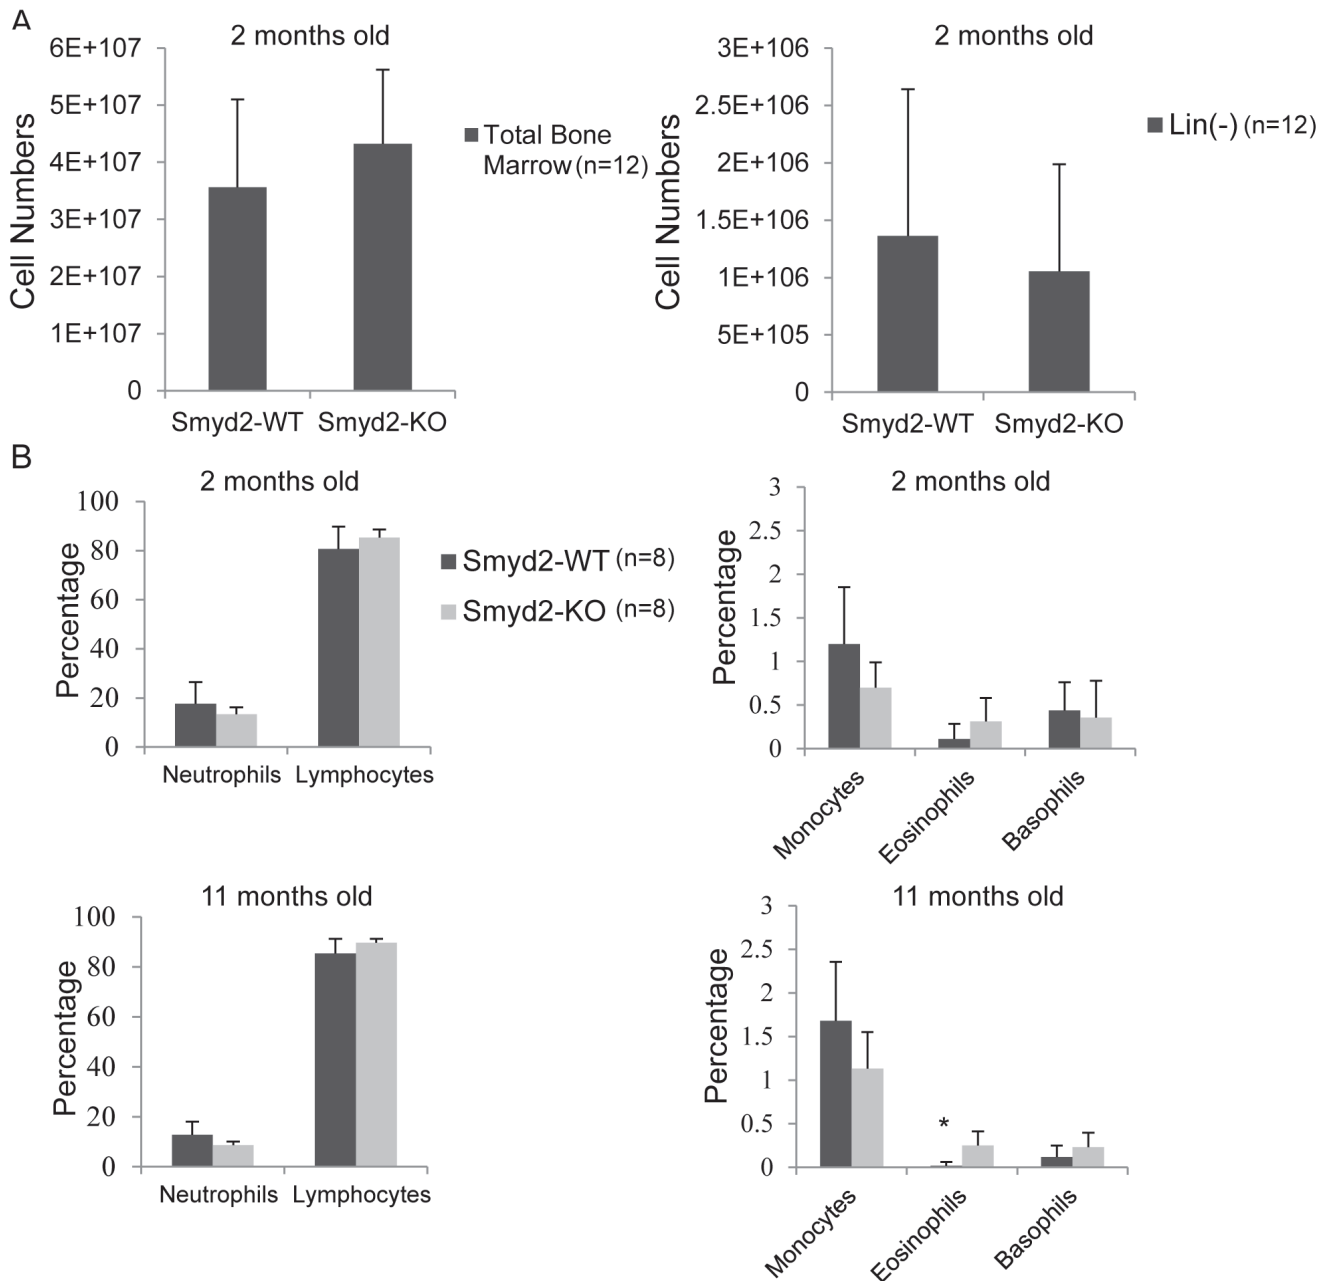 A
2 months old
6E+107
5E+107
4E+107
3E+107
2E+107
1E+107
0
Cell Numbers
Smyd2-WT
Smyd2-KO
Total Bone
Marrow (n=12)
2 months old
3E+106
2.5E+106
2E+106
1.5E+106
1E+106
5E+105
0
Cell Numbers
Smyd2-WT
Smyd2-KO
Lin(-) (n=12)
B
2 months old
100
80
60
40
20
0
Percentage
Neutrophils
Lymphocytes
Smyd2-WT (n=8)
Smyd2-KO (n=8)
2 months old
3
2.5
2
1.5
1
0.5
0
Percentage
Monocytes
Eosinophils
Basophils
11 months old
100
80
60
40
20
0
Percentage
Neutrophils
Lymphocytes
11 months old
3
2.5
2
1.5
1
0.5
0
Percentage
*
Monocytes
Eosinophils
Basophils